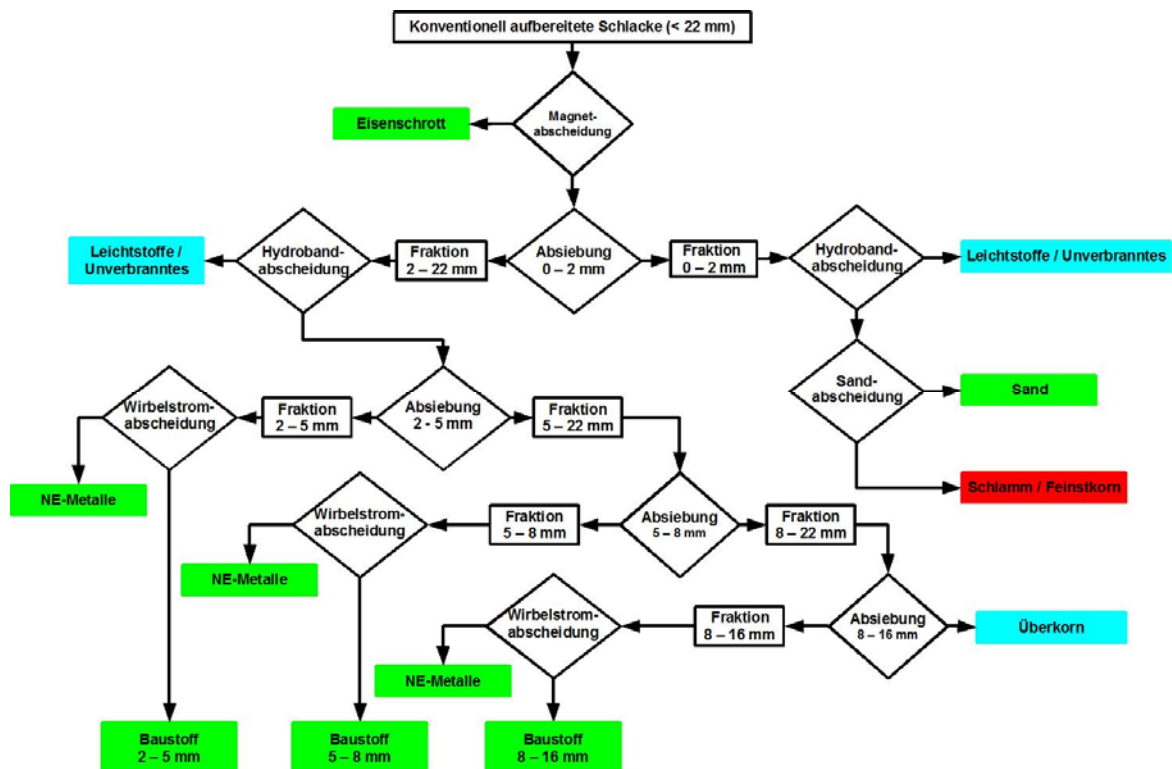 Konventionell aufbereitete Schlacke (< 22 mm)
Eisenschrott
Magnet-
abscheidung
Leichtstoffe /
Unverbranntes
Hydroband-
abscheidung
Fraktion
2 – 22 mm
Absiebung
0 – 2 mm
Fraktion
0 – 2 mm
Hydroband-
abscheidung
Leichtstoffe / Unverbranntes
Wirbelstrom-
abscheidung
Fraktion
2 – 5 mm
Absiebung
2 - 5 mm
Fraktion
5 – 22 mm
Sand-
abscheidung
Sand
NE-Metalle
Schlamm / Feinstkorn
Wirbelstrom-
abscheidung
Fraktion
5 – 8 mm
Absiebung
5 – 8 mm
Fraktion
8 – 22 mm
NE-Metalle
Wirbelstrom-
abscheidung
Fraktion
8 – 16 mm
Absiebung
8 – 16 mm
Überkorn
NE-Metalle
Baustoff
2 – 5 mm
Baustoff
5 – 8 mm
Baustoff
8 – 16 mm